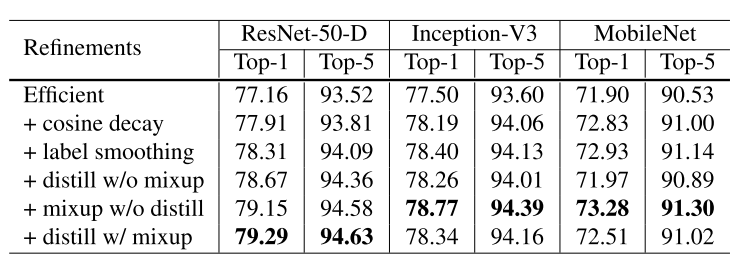 Refinements ResNet-50-D Inception-V3 MobileNet
Top-1 Top-5 Top-1 Top-5 Top-1 Top-5
Efficient 77.16 93.52 77.50 93.60 71.90 90.53
+ cosine decay 77.91 93.81 78.19 94.06 72.83 91.00
+ label smoothing 78.31 94.09 78.40 94.13 72.93 91.14
+ distill w/o mixup 78.67 94.36 78.26 94.01 71.97 90.89
+ mixup w/o distill 79.15 94.58 78.77 94.39 73.28 91.30
+ distill w/ mixup 79.29 94.63 78.34 94.16 72.51 91.02